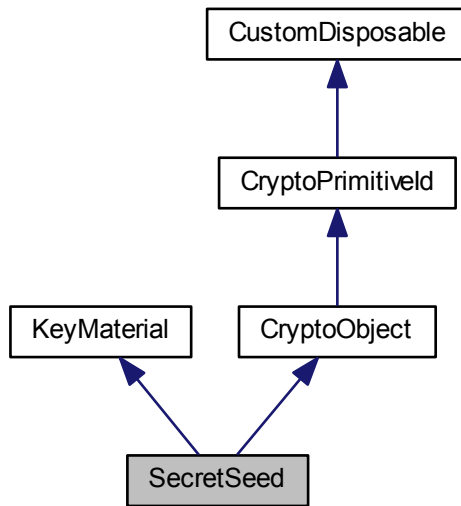 CustomDisposable
CryptoPrimitiveId
KeyMaterial
CryptoObject
SecretSeed